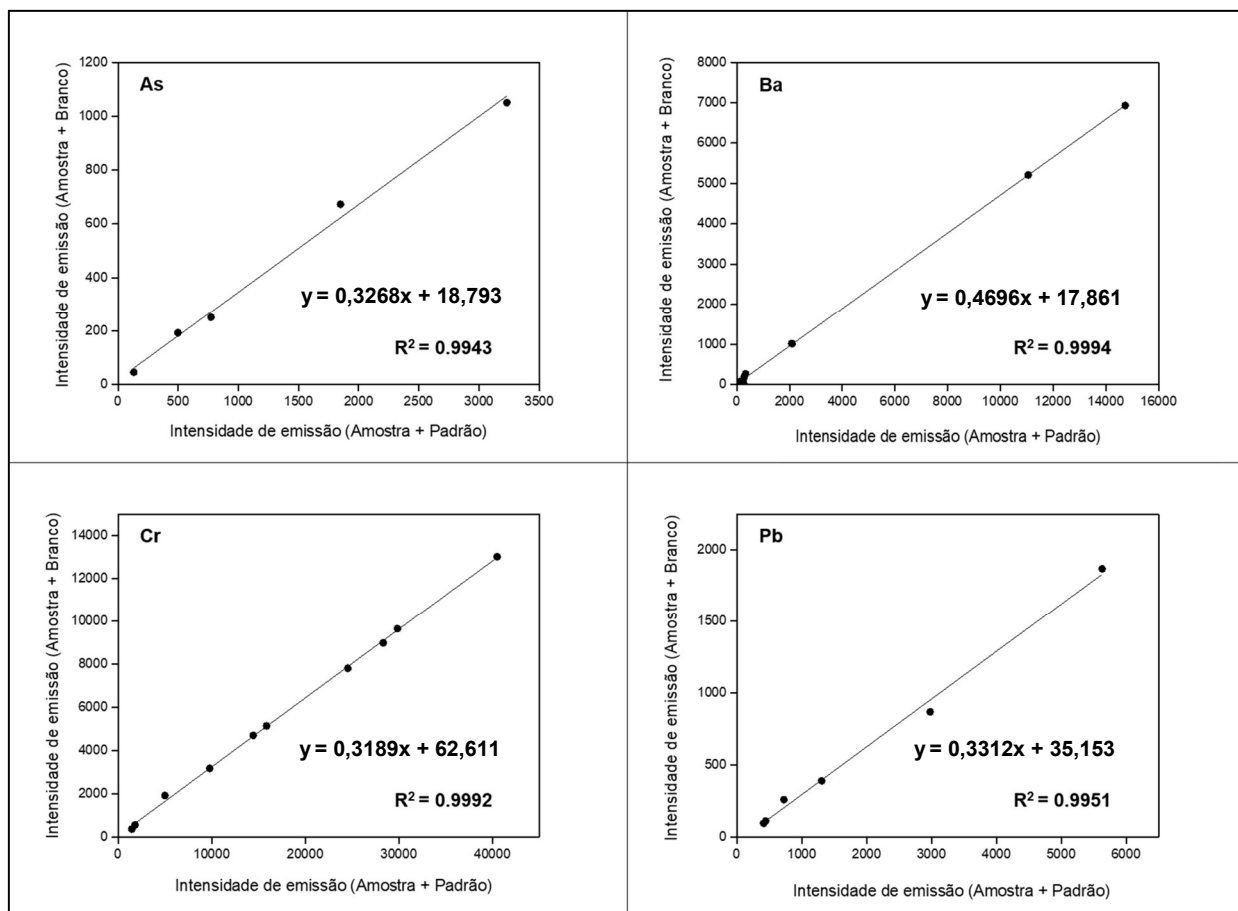 As
Intensidade de emissão (Amostra + Branco)
1200
1000
800
600
400
200
0
y = 0,3268x + 18,793
R² = 0.9943
0 500 1000 1500 2000 2500 3000 3500
Intensidade de emissão (Amostra + Padrão)
Ba
Intensidade de emissão (Amostra + Branco)
8000
7000
6000
5000
4000
3000
2000
1000
0
y = 0,4696x + 17,861
R² = 0.9994
0 2000 4000 6000 8000 10000 12000 14000 16000
Intensidade de emissão (Amostra + Padrão)
Cr
Intensidade de emissão (Amostra + Branco)
14000
12000
10000
8000
6000
4000
2000
0
y = 0,3189x + 62,611
R² = 0.9992
0 10000 20000 30000 40000
Intensidade de emissão (Amostra + Padrão)
Pb
Intensidade de emissão (Amostra + Branco)
2000
1500
1000
500
0
y = 0,3312x + 35,153
R² = 0.9951
0 1000 2000 3000 4000 5000 6000
Intensidade de emissão (Amostra + Padrão)